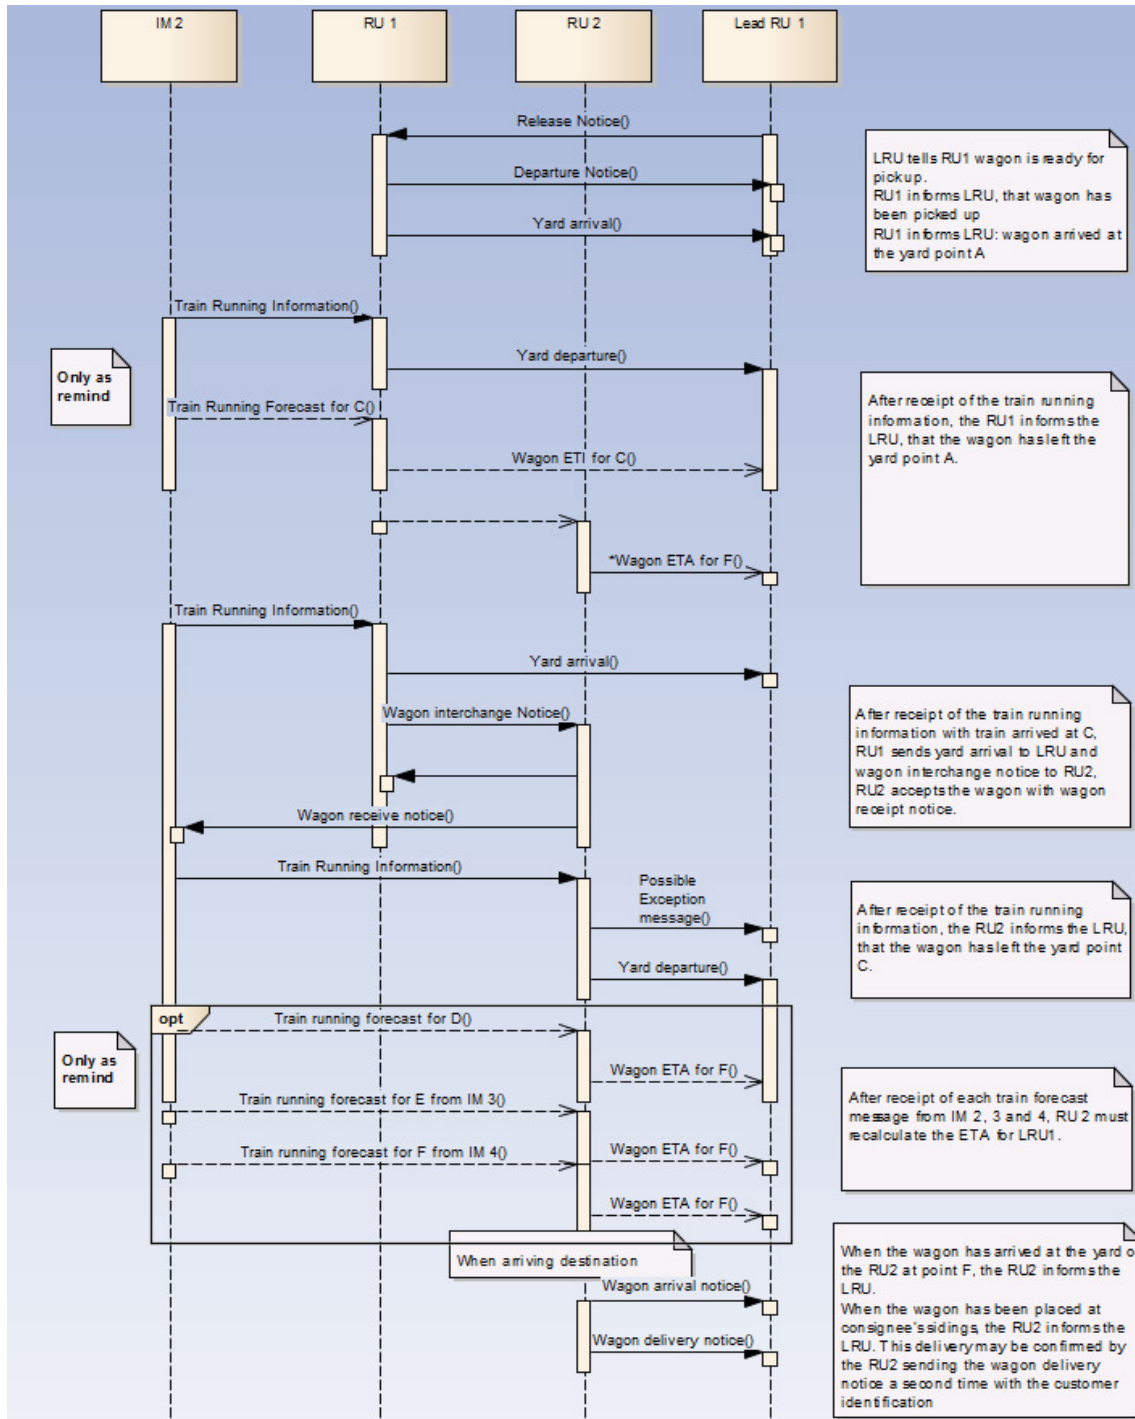 IM 2
RU 1
RU 2
Lead RU 1
Release Notice()
Departure Notice()
Yard arrival()
LRU tells RU1 wagon is ready for
pickup.
RU1 informs LRU, that wagon has
been picked up
RU1 informs LRU: wagon arrived at
the yard point A
Train Running Information()
Yard departure()
Only as
remind
Train Running Forecast for C()
After receipt of the train running
information, the RU1 informs the
LRU, that the wagon has left the
yard point A.
Wagon ETI for C()
*Wagon ETA for F()
Train Running Information()
Yard arrival()
Wagon interchange Notice()
After receipt of the train running
information with train arrived at C,
RU1 sends yard arrival to LRU and
wagon interchange notice to RU2,
RU2 accepts the wagon with wagon
receipt notice.
Wagon receive notice()
Train Running Information()
Possible
Exception
message()
After receipt of the train running
information, the RU2 informs the LRU,
that the wagon has left the yard point
C.
Yard departure()
opt
Train running forecast for D()
Only as
remind
Wagon ETA for F()
Train running forecast for E from IM 3()
After receipt of each train forecast
message from IM 2, 3 and 4, RU 2 must
recalculate the ETA for LRU1.
Train running forecast for F from IM 4()
Wagon ETA for F()
Wagon ETA for F()
When arriving destination
Wagon arrival notice()
Wagon delivery notice()
When the wagon has arrived at the yard o
the RU2 at point F, the RU2 informs the
LRU.
When the wagon has been placed at
consignee's sidings, the RU2 informs the
LRU. This delivery may be confirmed by
the RU2 sending the wagon delivery
notice a second time with the customer
identification